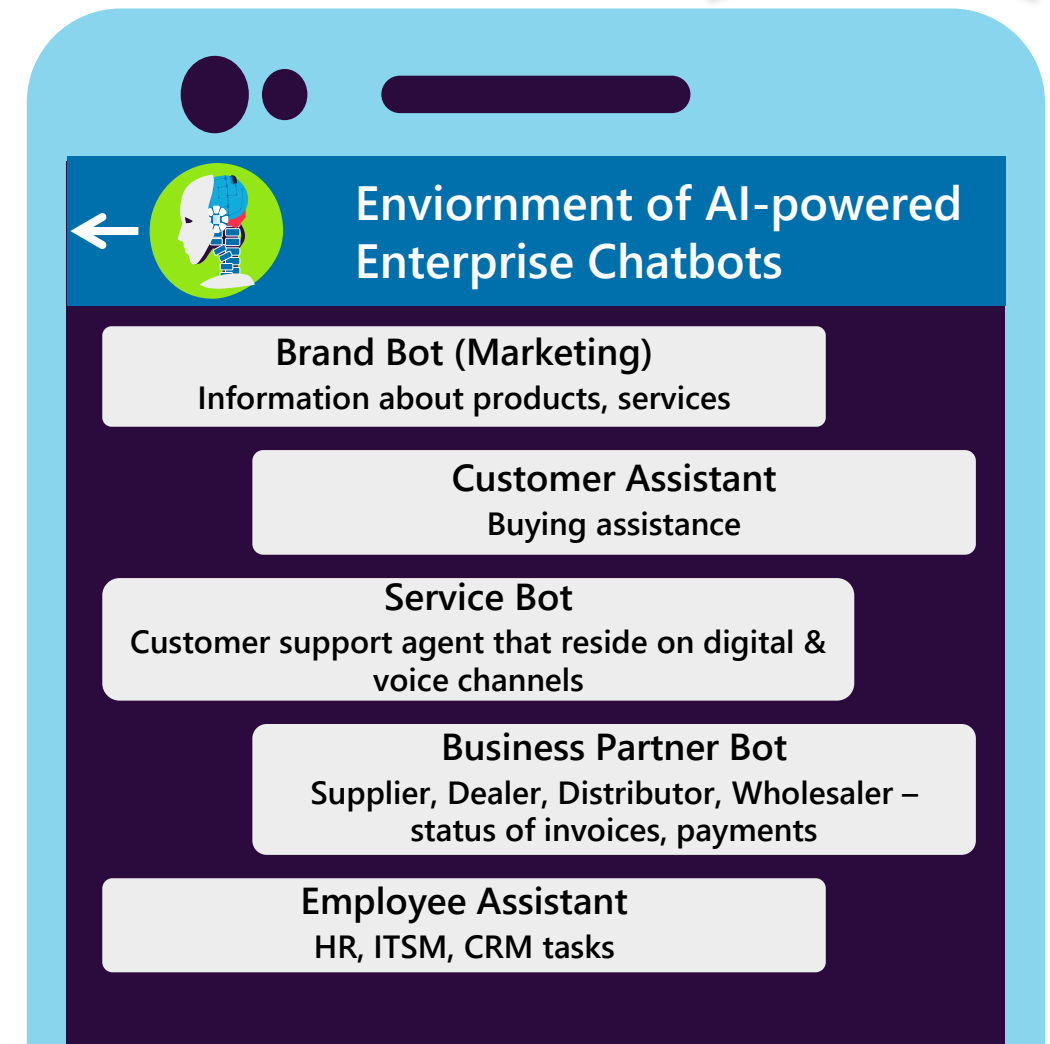 Enviornment of AI-powered
Enterprise Chatbots
Brand Bot (Marketing)
Information about products, services
Customer Assistant
Buying assistance
Service Bot
Customer support agent that reside on digital &
voice channels
Business Partner Bot
Supplier, Dealer, Distributor, Wholesaler –
status of invoices, payments
Employee Assistant
HR, ITSM, CRM tasks